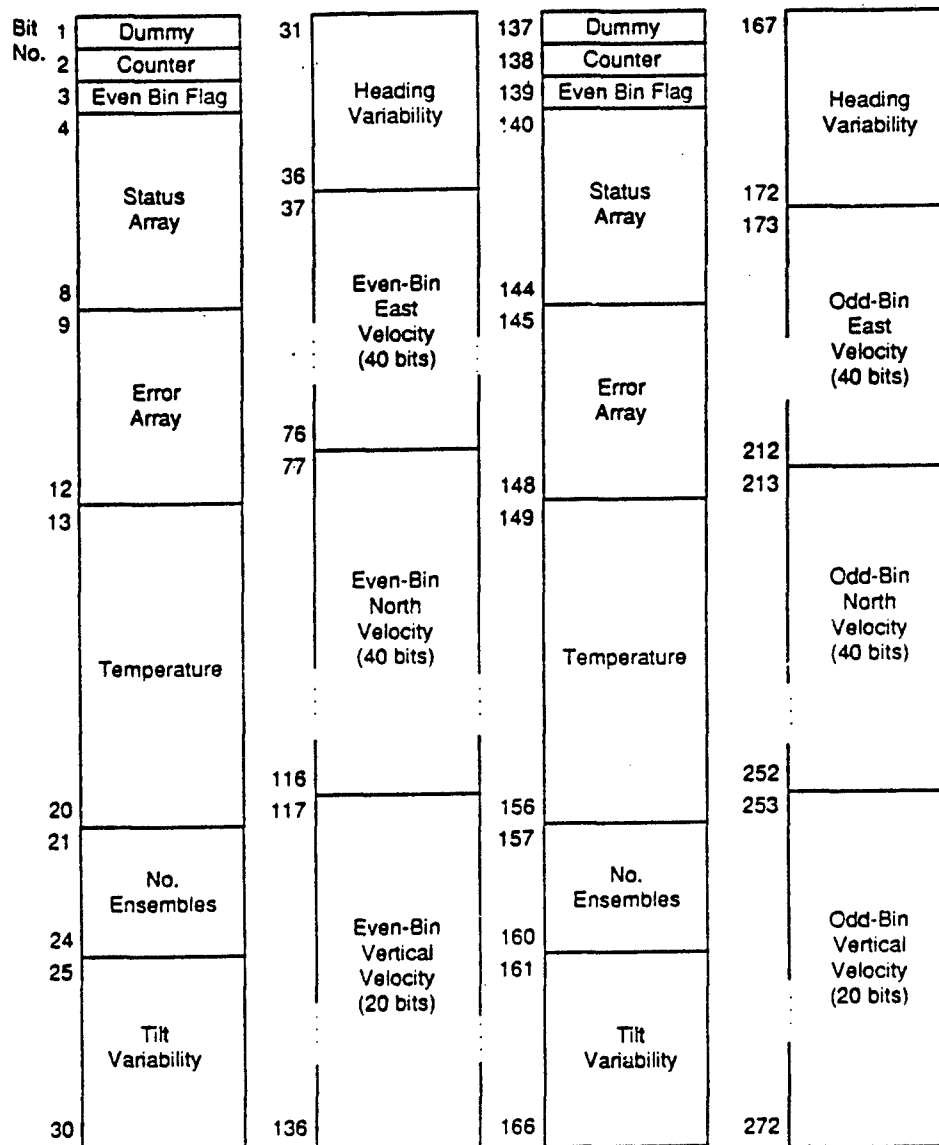 Bit
No.
1
Dummy
2
Counter
3
Even Bin Flag
4
Status
Array
8
9
Error
Array
12
13
Temperature
20
21
No.
Ensembles
24
25
Tilt
Variability
30
31
Heading
Variability
36
37
Even-Bin
East
Velocity
(40 bits)
76
77
Even-Bin
North
Velocity
(40 bits)
116
117
Even-Bin
Vertical
Velocity
(20 bits)
136
137
Dummy
138
Counter
139
Even Bin Flag
140
Status
Array
144
145
Error
Array
148
149
Temperature
156
157
No.
Ensembles
160
161
Tilt
Variability
166
167
Heading
Variability
172
173
Odd-Bin
East
Velocity
(40 bits)
212
213
Odd-Bin
North
Velocity
(40 bits)
252
253
Odd-Bin
Vertical
Velocity
(20 bits)
272